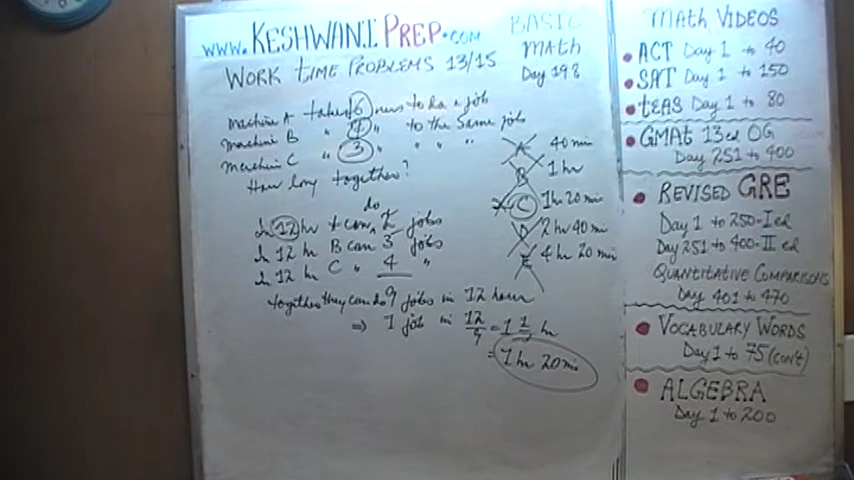 www.KESHWANI PREP.com
BASIC
MATH
Day 198
WORK TIME PROBLEMS 13/15
Machine A takes 6 hours to do a job
Machine B " 4 " to the same job
Machine C " 3 " " " "
How long together?
do
In 12 hr A can 2 jobs
In 12 hr B can 3 jobs
In 12 hr C " 4 "
together they can do 9 jobs in 12 hour
⇒ 1 job in 12/9 = 1 1/3 hr
= 1 hr 20 min
A 40 min
B 1 hr
C 1 hr 20 min
D 2 hr 40 min
E 4 hr 20 min
MATH VIDEOS
ACT Day 1 to 40
SAT Day 1 to 150
tEAS Day 1 to 80
GMAt 13ed OG
Day 251 to 400
REVISED GRE
Day 1 to 250-I ed
Day 251 to 400-II ed
QUANTITATIVE COMPARISONS
Day 401 to 470
VOCABULARY WORDS
Day 1 to 75 (con't)
ALGEBRA
Day 1 to 200